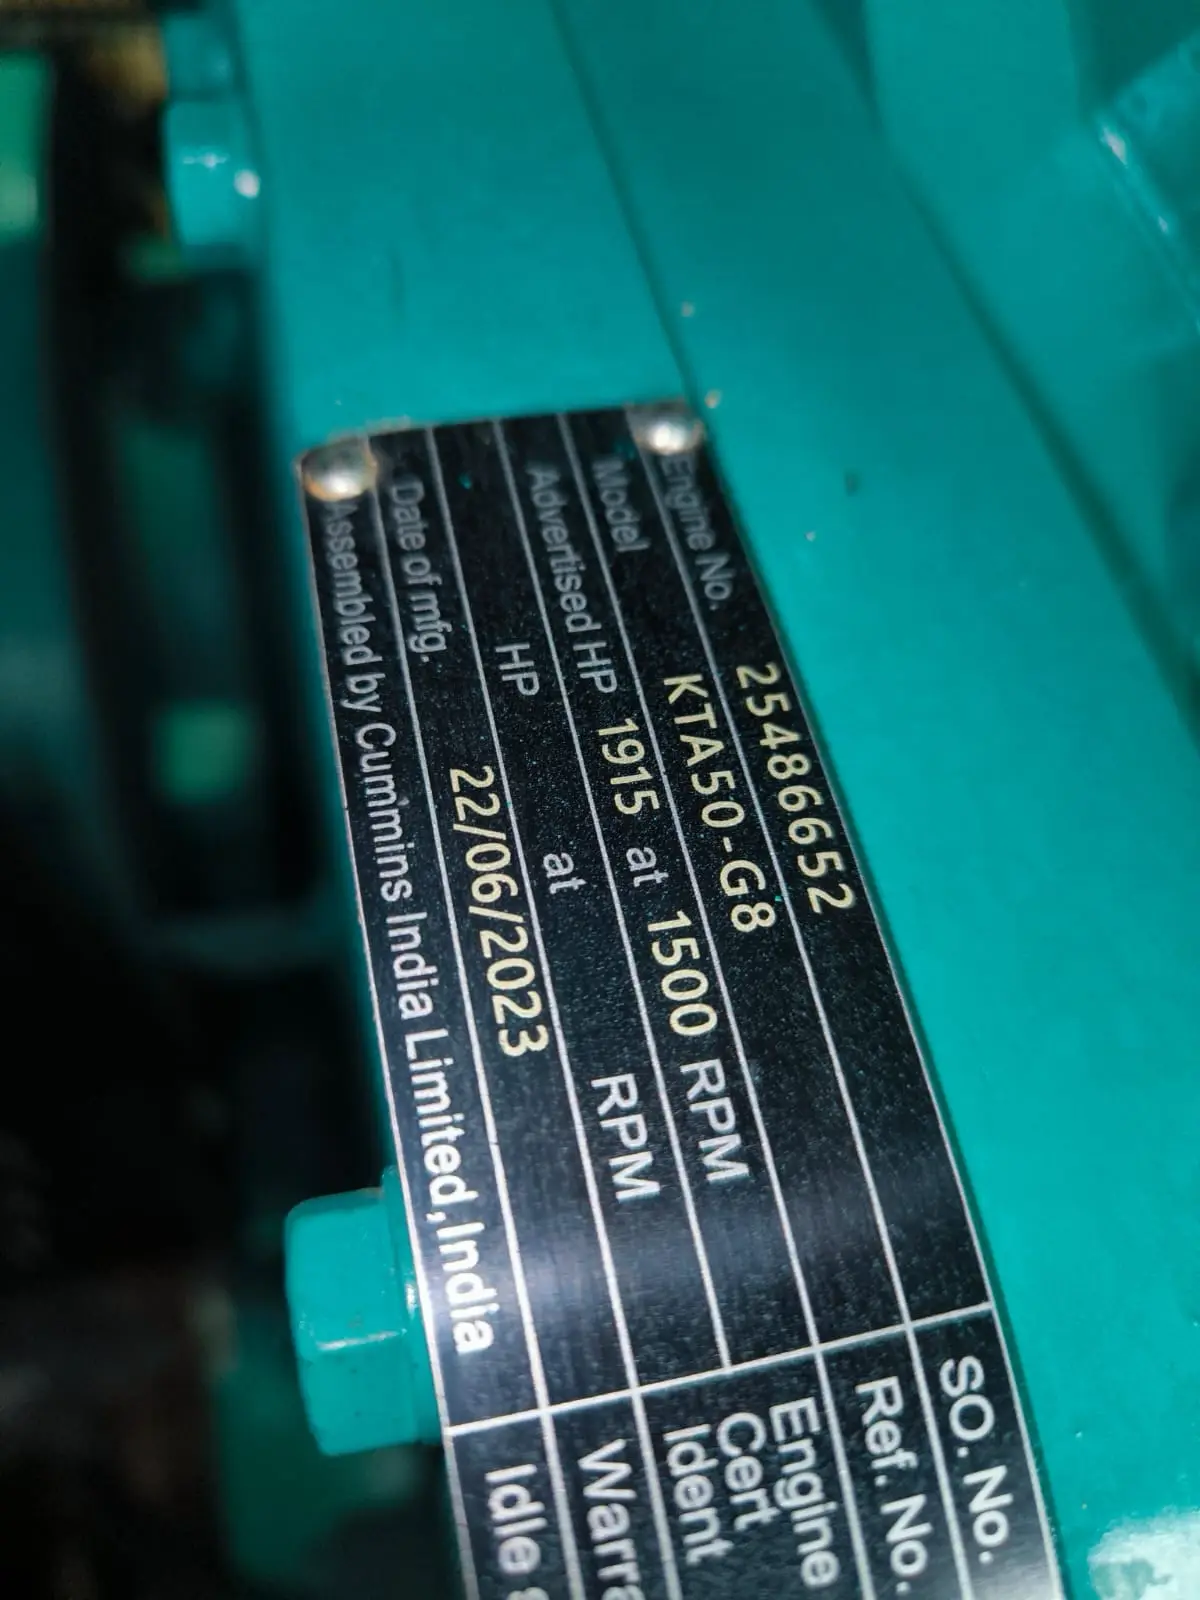 Engine No. 25486652
Model KTA50-G8
Advertised HP 1915 at 1500 RPM
HP at RPM
Date of mfg. 22/06/2023
Assembled by Cummins India Limited, India
SO. No.
Ref. No.
Engine
Cert
Ident
Idle